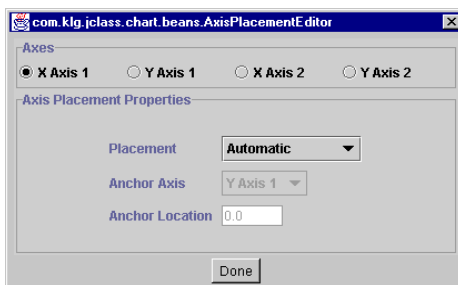 com.klg.jclass.chart.beans.AxisPlacementEditor
Axes
X Axis 1 Y Axis 1 X Axis 2 Y Axis 2
Axis Placement Properties
Placement Automatic
Anchor Axis Y Axis 1
Anchor Location 0.0
Done